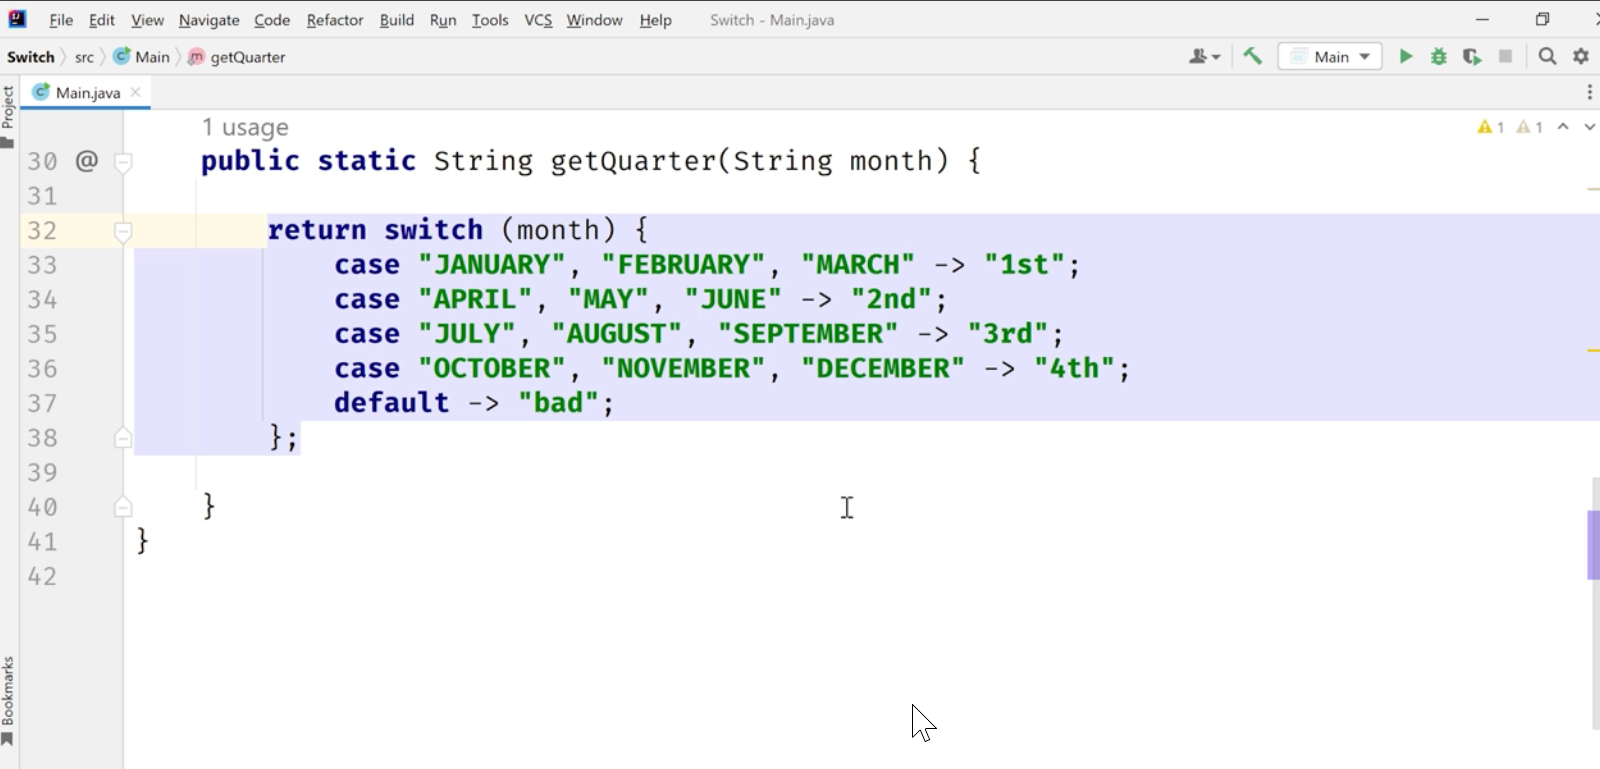 File Edit View Navigate Code Refactor Build Run Tools VCS Window Help Switch - Main.java
Switch src Main getQuarter Main
Project
Main.java
1 usage
1 1
30 @ public static String getQuarter(String month) {
31
32 return switch (month) {
33 case "JANUARY", "FEBRUARY", "MARCH" -> "1st";
34 case "APRIL", "MAY", "JUNE" -> "2nd";
35 case "JULY", "AUGUST", "SEPTEMBER" -> "3rd";
36 case "OCTOBER", "NOVEMBER", "DECEMBER" -> "4th";
37 default -> "bad";
38 };
39
40 }
41 }
42
Bookmarks